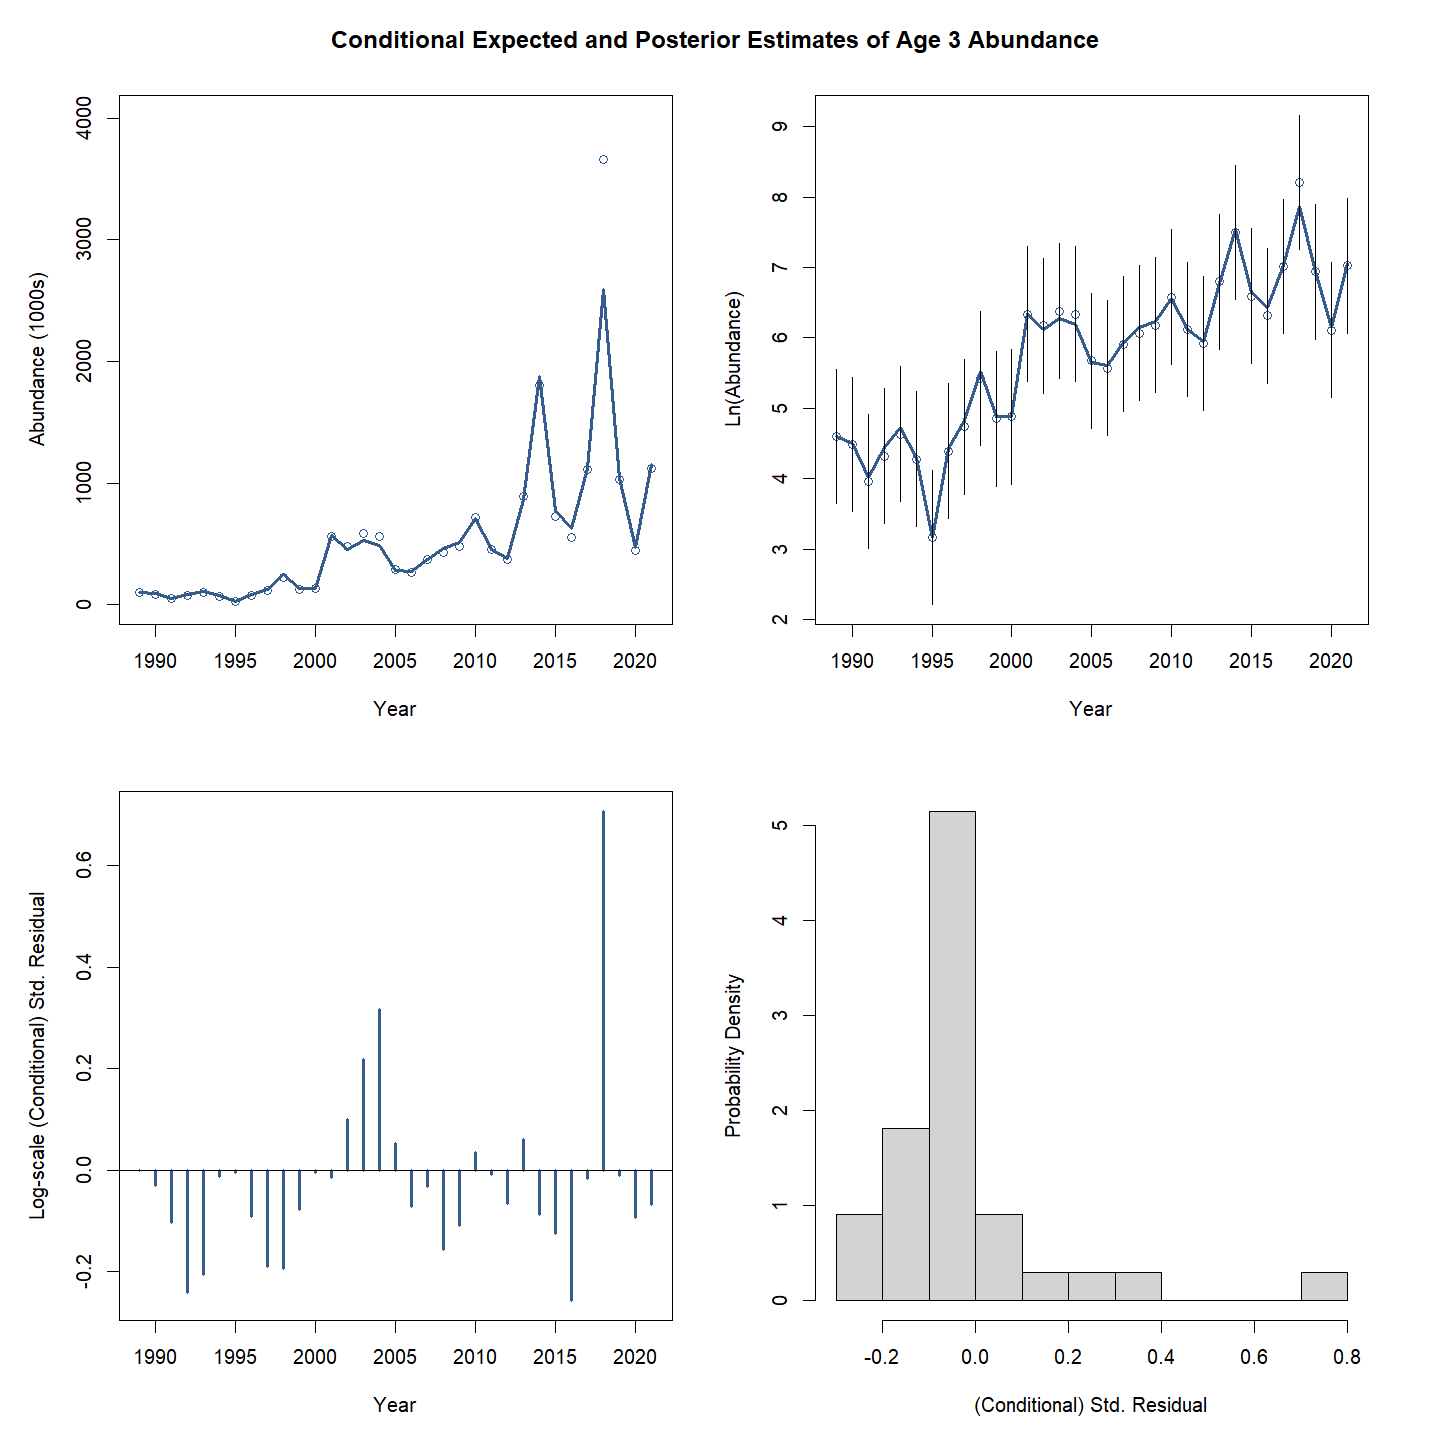 Conditional Expected and Posterior Estimates of Age 3 Abundance
Abundance (1000s)
4000
3000
2000
1000
0
1990 1995 2000 2005 2010 2015 2020
Year
Ln(Abundance)
9
8
7
6
5
4
3
2
1990 1995 2000 2005 2010 2015 2020
Year
Log-scale (Conditional) Std. Residual
0.6
0.4
0.2
0.0
-0.2
1990 1995 2000 2005 2010 2015 2020
Year
Probability Density
5
4
3
2
1
0
-0.2 0.0 0.2 0.4 0.6 0.8
(Conditional) Std. Residual